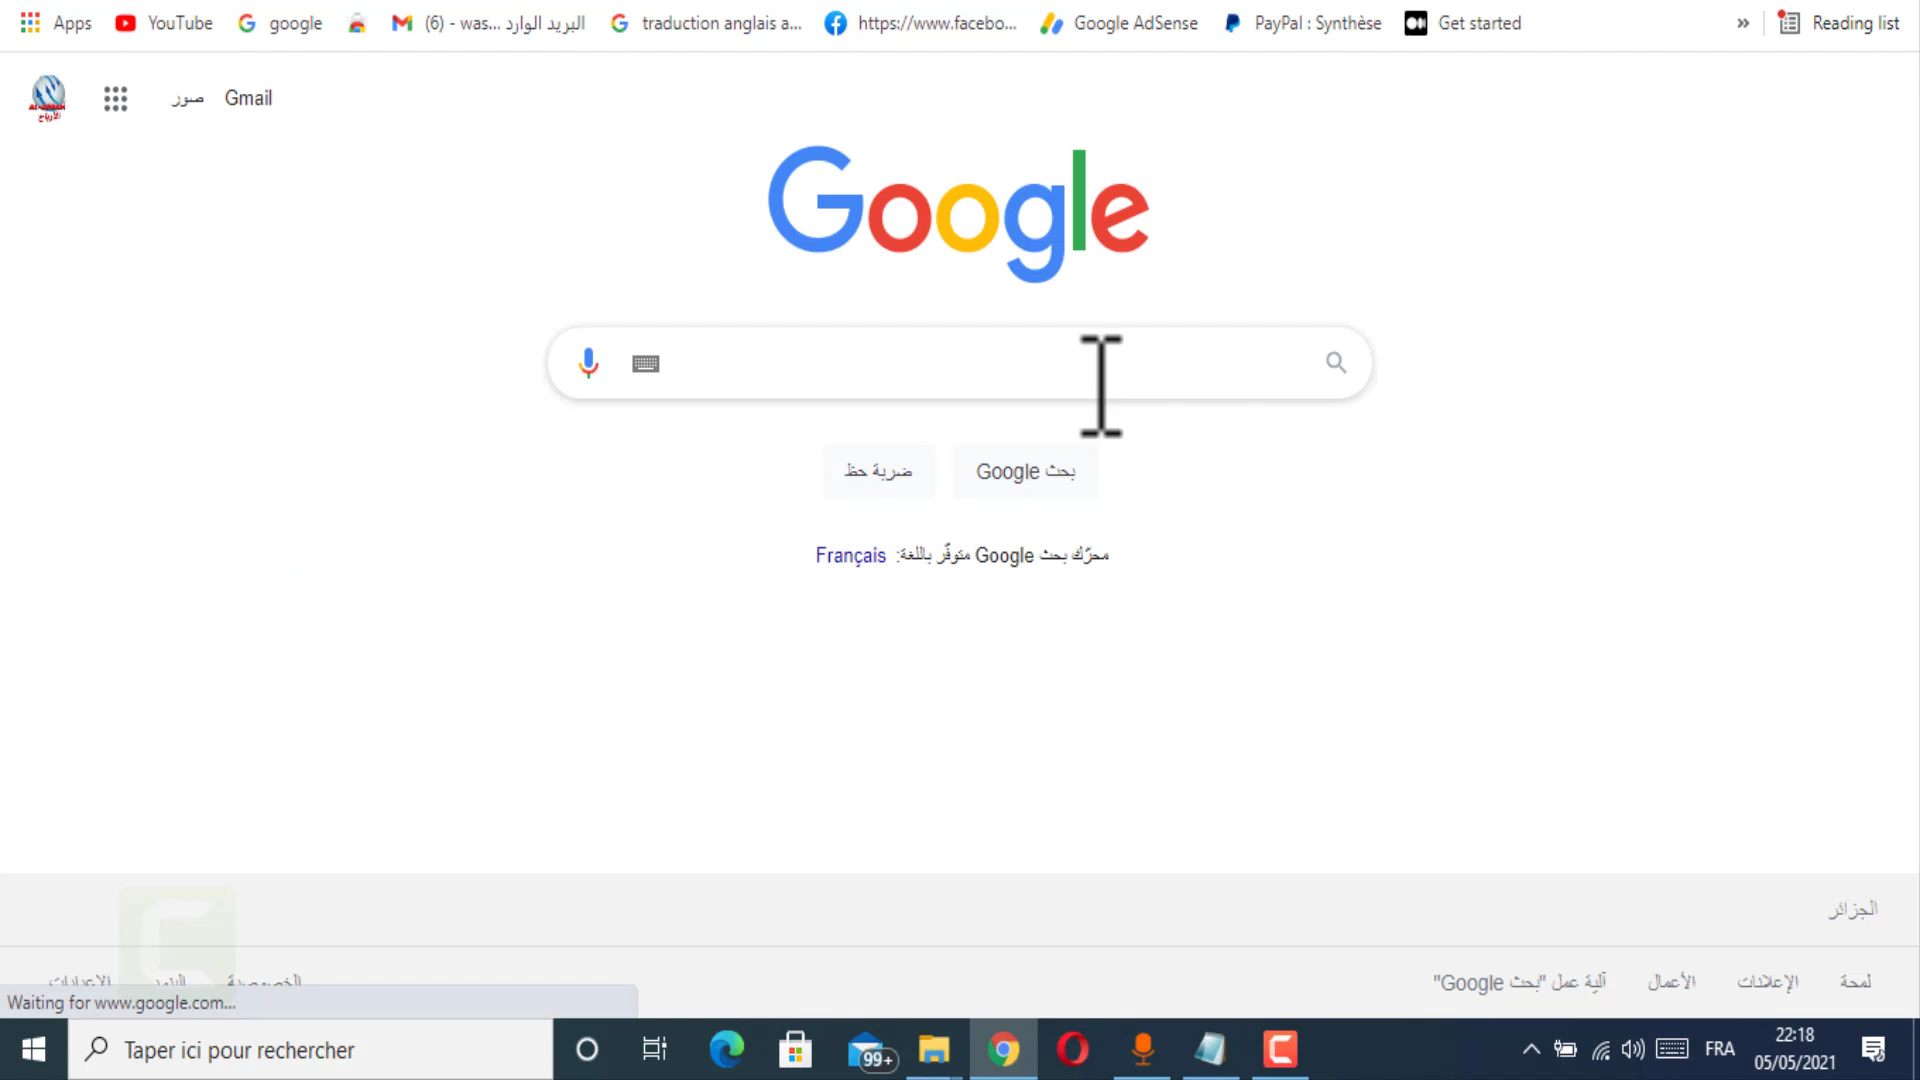 Apps YouTube google (6) - was... البريد الوارد traduction anglais a... https://www.facebo... Google AdSense PayPal : Synthèse Get started » Reading list
صور Gmail
Google
ضربة حظ بحث Google
محرّك بحث Google متوفّر باللغة: Français
الجزائر
لمحة الإعلانات الأعمال آلية عمل "بحث Google" الخصوصية البنود الإعدادات
Waiting for www.google.com...
Taper ici pour rechercher 99+ FRA 22:18
05/05/2021